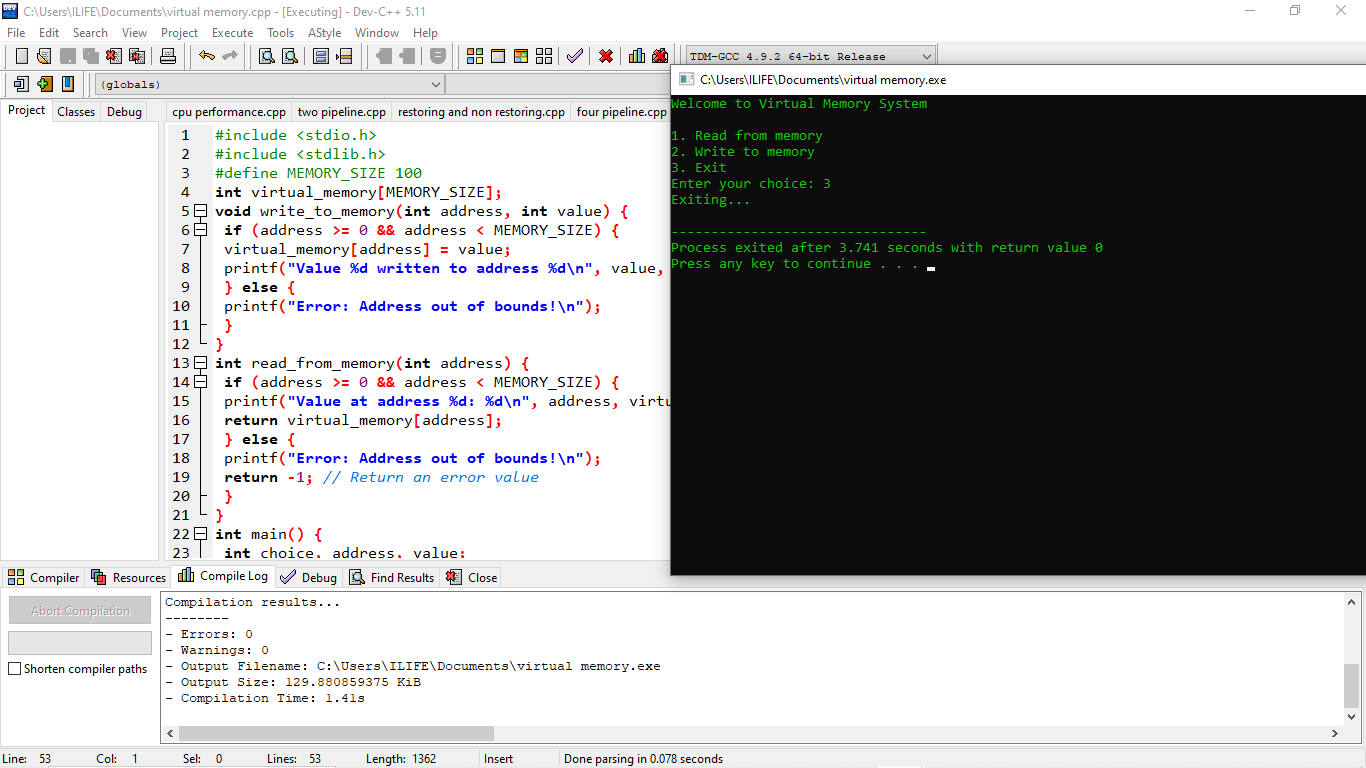 C:\Users\ILIFE\Documents\virtual memory.cpp - [Executing] - Dev-C++ 5.11
File Edit Search View Project Execute Tools AStyle Window Help
TDM-GCC 4.9.2 64-bit Release
(globals)
Project Classes Debug
cpu performance.cpp two pipeline.cpp restoring and non restoring.cpp four pipeline.cpp
1 #include <stdio.h>
2 #include <stdlib.h>
3 #define MEMORY_SIZE 100
4 int virtual_memory[MEMORY_SIZE];
5 void write_to_memory(int address, int value) {
6 if (address >= 0 && address < MEMORY_SIZE) {
7 virtual_memory[address] = value;
8 printf("Value %d written to address %d\n", value,
9 } else {
10 printf("Error: Address out of bounds!\n");
11 }
12 }
13 int read_from_memory(int address) {
14 if (address >= 0 && address < MEMORY_SIZE) {
15 printf("Value at address %d: %d\n", address, virtu
16 return virtual_memory[address];
17 } else {
18 printf("Error: Address out of bounds!\n");
19 return -1; // Return an error value
20 }
21 }
22 int main() {
23 int choice, address, value;
C:\Users\ILIFE\Documents\virtual memory.exe
Welcome to Virtual Memory System
1. Read from memory
2. Write to memory
3. Exit
Enter your choice: 3
Exiting...
--------------------------------
Process exited after 3.741 seconds with return value 0
Press any key to continue . . .
Compiler Resources Compile Log Debug Find Results Close
Abort Compilation
Shorten compiler paths
Compilation results...
--------
- Errors: 0
- Warnings: 0
- Output Filename: C:\Users\ILIFE\Documents\virtual memory.exe
- Output Size: 129.880859375 KiB
- Compilation Time: 1.41s
Line: 53 Col: 1 Sel: 0 Lines: 53 Length: 1362 Insert Done parsing in 0.078 seconds